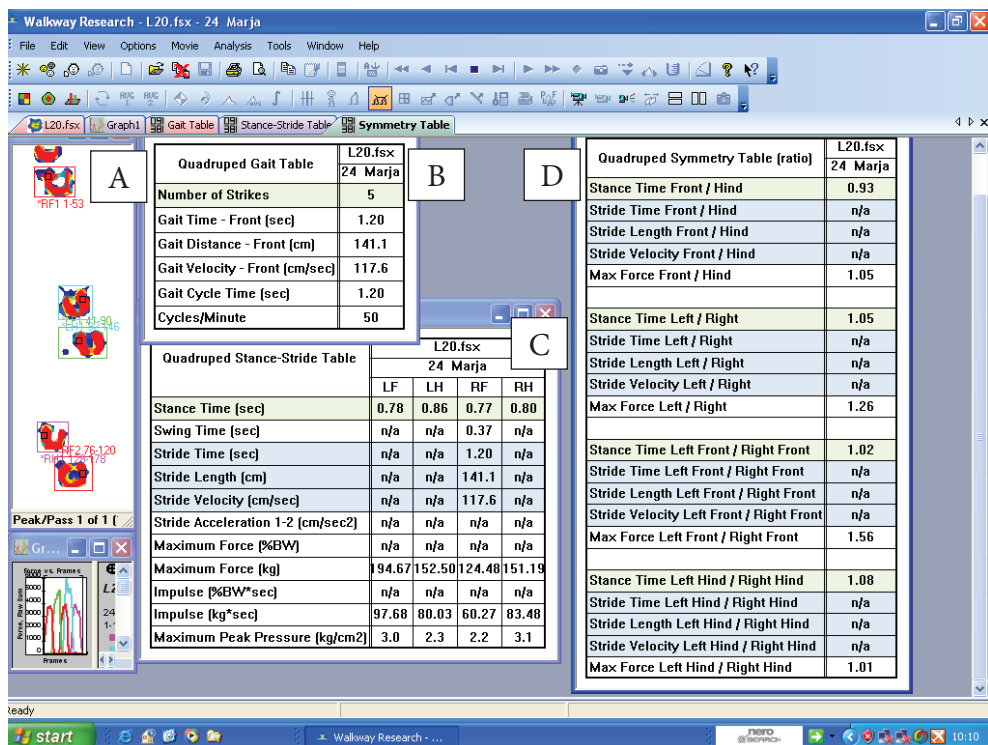 Walkway Research - L20.fsx - 24 Marja
File Edit View Options Movie Analysis Tools Window Help
L20.fsx Graph1 Gait Table Stance-Stride Table Symmetry Table
A
*RF1 1-53
RF2 76-120
Peak/Pass 1 of 1 (
Gr...
Force vs. Frames
Force, Raw Sum
Frames
B
Quadruped Gait Table L20.fsx
24 Marja
Number of Strikes 5
Gait Time - Front (sec) 1.20
Gait Distance - Front (cm) 141.1
Gait Velocity - Front (cm/sec) 117.6
Gait Cycle Time (sec) 1.20
Cycles/Minute 50
C
Quadruped Stance-Stride Table L20.fsx
24 Marja
LF LH RF RH
Stance Time (sec) 0.78 0.86 0.77 0.80
Swing Time (sec) n/a n/a 0.37 n/a
Stride Time (sec) n/a n/a 1.20 n/a
Stride Length (cm) n/a n/a 141.1 n/a
Stride Velocity (cm/sec) n/a n/a 117.6 n/a
Stride Acceleration 1-2 (cm/sec2) n/a n/a n/a n/a
Maximum Force (%BW) n/a n/a n/a n/a
Maximum Force (kg) 194.67 152.50 124.48 151.19
Impulse (%BW*sec) n/a n/a n/a n/a
Impulse (kg*sec) 97.68 80.03 60.27 83.48
Maximum Peak Pressure (kg/cm2) 3.0 2.3 2.2 3.1
D
Quadruped Symmetry Table (ratio) L20.fsx
24 Marja
Stance Time Front / Hind 0.93
Stride Time Front / Hind n/a
Stride Length Front / Hind n/a
Stride Velocity Front / Hind n/a
Max Force Front / Hind 1.05
Stance Time Left / Right 1.05
Stride Time Left / Right n/a
Stride Length Left / Right n/a
Stride Velocity Left / Right n/a
Max Force Left / Right 1.26
Stance Time Left Front / Right Front 1.02
Stride Time Left Front / Right Front n/a
Stride Length Left Front / Right Front n/a
Stride Velocity Left Front / Right Front n/a
Max Force Left Front / Right Front 1.56
Stance Time Left Hind / Right Hind 1.08
Stride Time Left Hind / Right Hind n/a
Stride Length Left Hind / Right Hind n/a
Stride Velocity Left Hind / Right Hind n/a
Max Force Left Hind / Right Hind 1.01
start Walkway Research - ... nero SEARCH 10:10